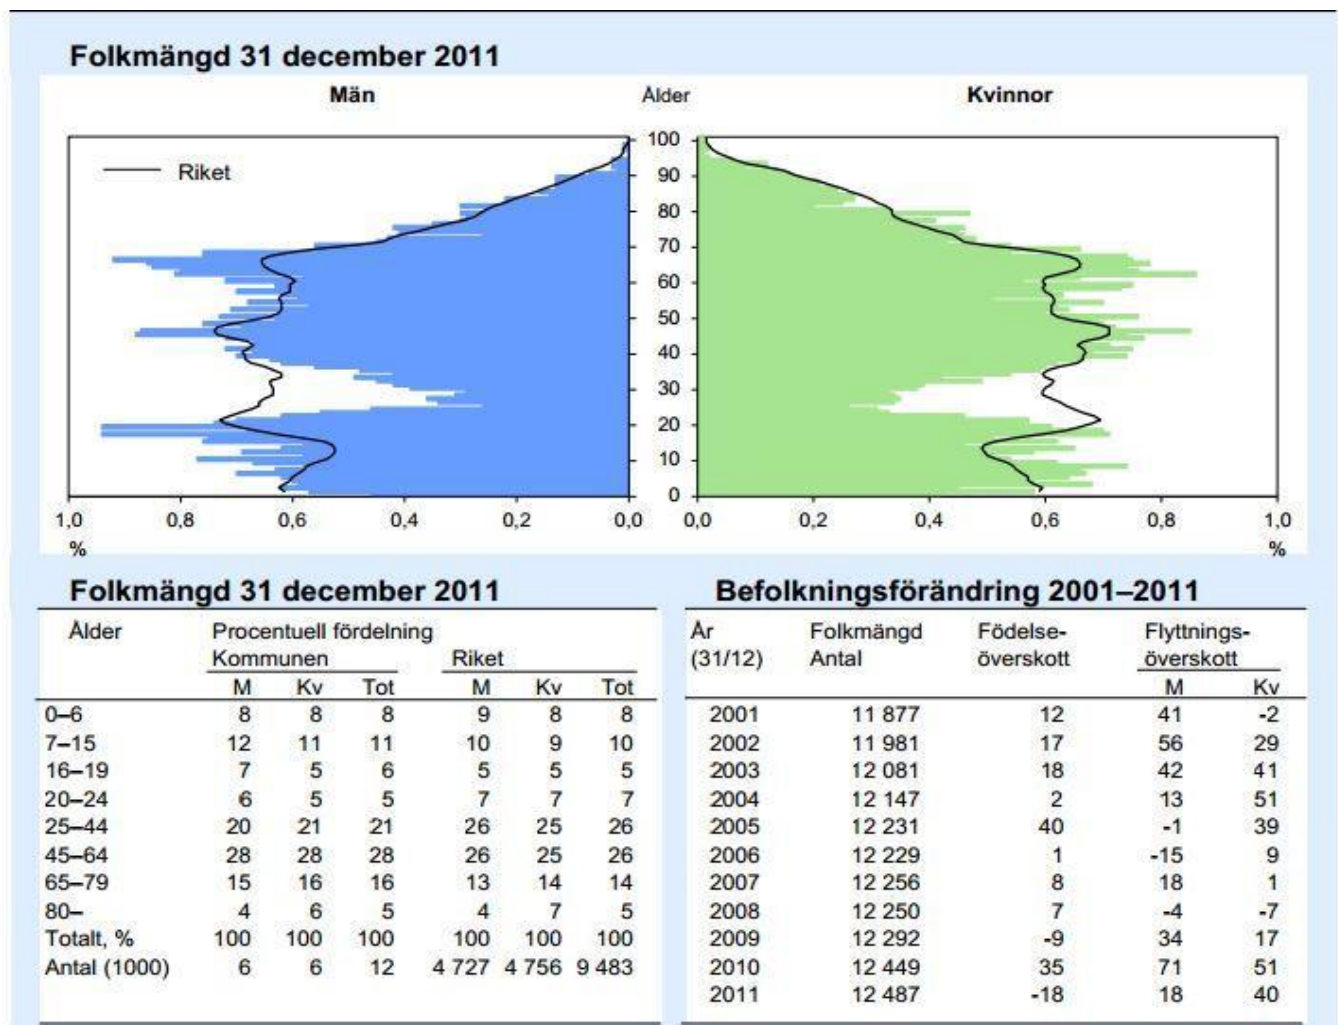 Folkmängd 31 december 2011
Män Ålder Kvinnor
Riket
100
90
80
70
60
50
40
30
20
10
0
1,0 0,8 0,6 0,4 0,2 0,0 0,0 0,2 0,4 0,6 0,8 1,0
% %
Folkmängd 31 december 2011
Ålder Procentuell fördelning
Kommunen Riket
M Kv Tot M Kv Tot
0–6 8 8 8 9 8 8
7–15 12 11 11 10 9 10
16–19 7 5 6 5 5 5
20–24 6 5 5 7 7 7
25–44 20 21 21 26 25 26
45–64 28 28 28 26 25 26
65–79 15 16 16 13 14 14
80– 4 6 5 4 7 5
Totalt, % 100 100 100 100 100 100
Antal (1000) 6 6 12 4 727 4 756 9 483
Befolkningsförändring 2001–2011
År Folkmängd Födelse- Flyttnings-
(31/12) Antal överskott överskott
M Kv
2001 11 877 12 41 -2
2002 11 981 17 56 29
2003 12 081 18 42 41
2004 12 147 2 13 51
2005 12 231 40 -1 39
2006 12 229 1 -15 9
2007 12 256 8 18 1
2008 12 250 7 -4 -7
2009 12 292 -9 34 17
2010 12 449 35 71 51
2011 12 487 -18 18 40